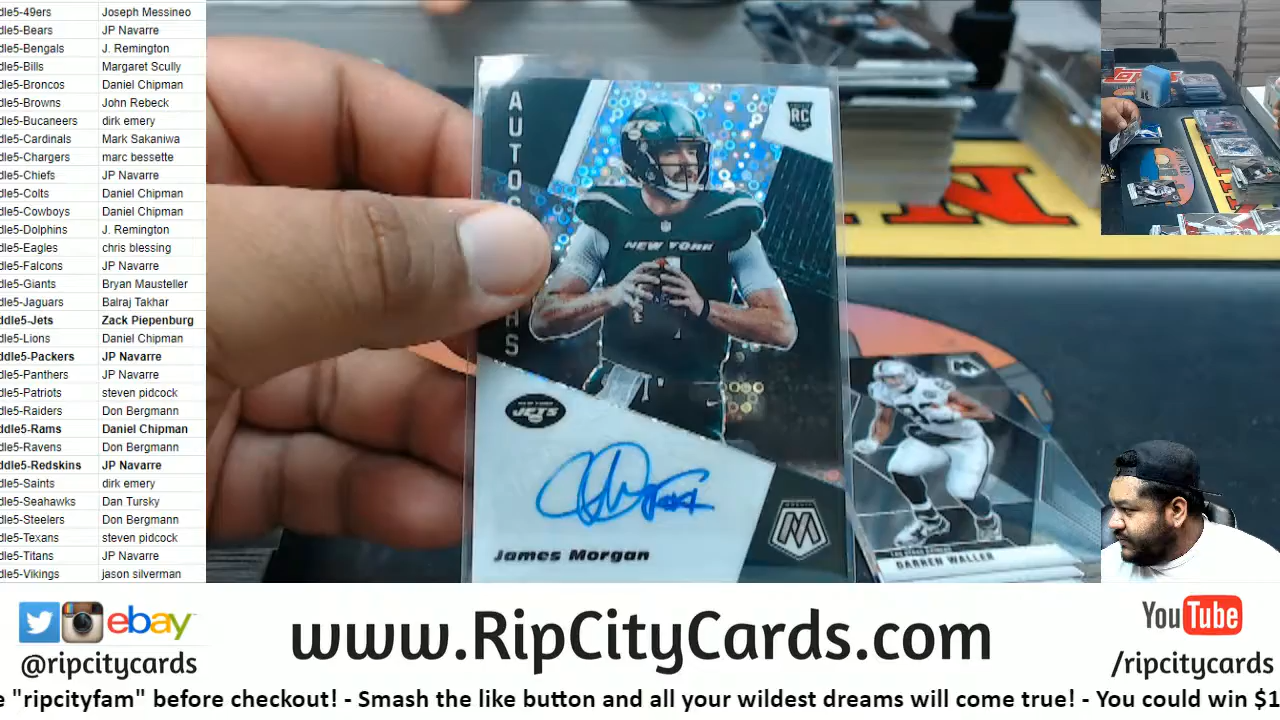 dle5-49ers Joseph Messineo
dle5-Bears JP Navarre
dle5-Bengals J. Remington
dle5-Bills Margaret Scully
dle5-Broncos Daniel Chipman
dle5-Browns John Rebeck
dle5-Bucaneers dirk emery
dle5-Cardinals Mark Sakaniwa
dle5-Chargers marc bessette
dle5-Chiefs JP Navarre
dle5-Colts Daniel Chipman
dle5-Cowboys Daniel Chipman
dle5-Dolphins J. Remington
dle5-Eagles chris blessing
dle5-Falcons JP Navarre
dle5-Giants Bryan Mausteller
dle5-Jaguars Balraj Takhar
ddle5-Jets Zack Piepenburg
dle5-Lions Daniel Chipman
ddle5-Packers JP Navarre
dle5-Panthers JP Navarre
dle5-Patriots steven pidcock
dle5-Raiders Don Bergmann
ddle5-Rams Daniel Chipman
dle5-Ravens Don Bergmann
ddle5-Redskins JP Navarre
dle5-Saints dirk emery
dle5-Seahawks Dan Tursky
dle5-Steelers Don Bergmann
dle5-Texans steven pidcock
dle5-Titans JP Navarre
dle5-Vikings jason silverman
RC
JETS
NEW YORK
JETS
James Morgan
DARREN WALLER
Topps
ebay
@ripcitycards
www.RipCityCards.com
YouTube
/ripcitycards
e "ripcityfam" before checkout! - Smash the like button and all your wildest dreams will come true! - You could win $1